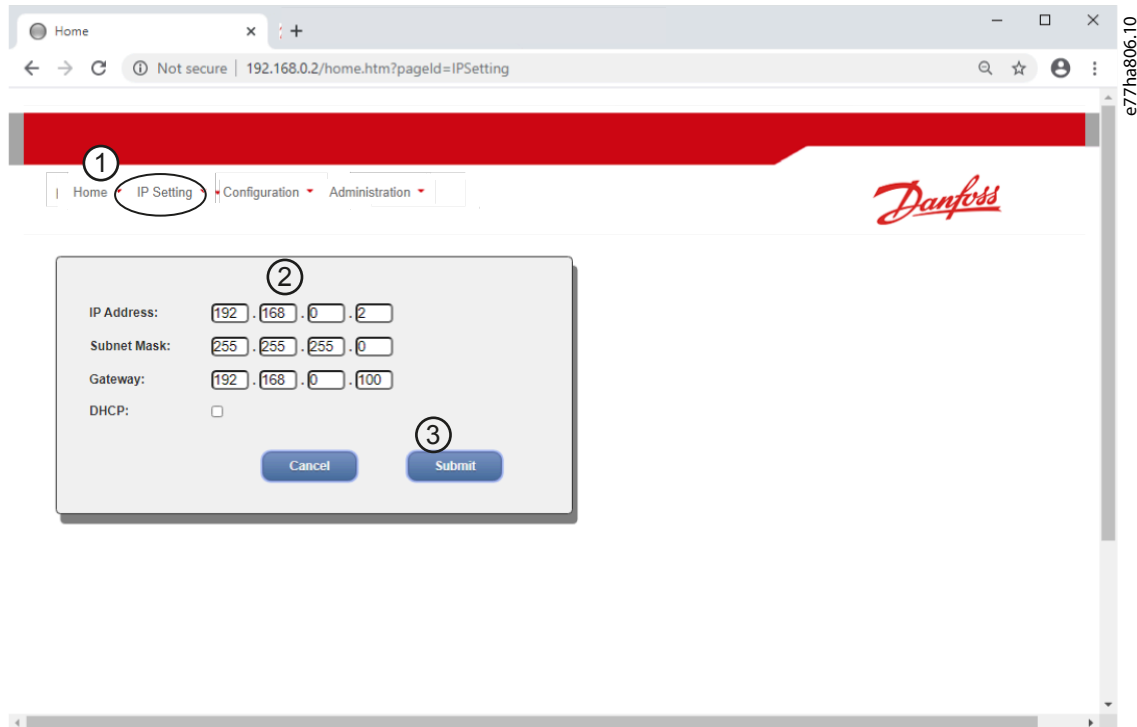 Home
Not secure | 192.168.0.2/home.htm?pageId=IPSetting
e77ha806.10
1
Home IP Setting Configuration Administration
Danfoss
2
IP Address: 192 . 168 . 0 . 2
Subnet Mask: 255 . 255 . 255 . 0
Gateway: 192 . 168 . 0 . 100
DHCP:
3
Cancel Submit